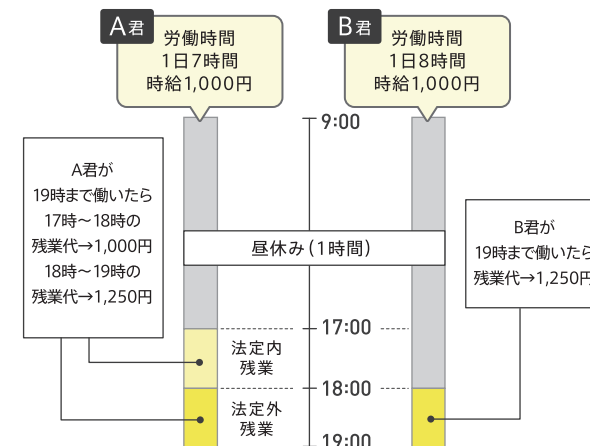 A君
労働時間
1日7時間
時給1,000円
B君
労働時間
1日8時間
時給1,000円
9:00
A君が
19時まで働いたら
17時～18時の
残業代→1,000円
18時～19時の
残業代→1,250円
昼休み(1時間)
B君が
19時まで働いたら
残業代→1,250円
17:00
法定内
残業
18:00
法定外
残業
19:00